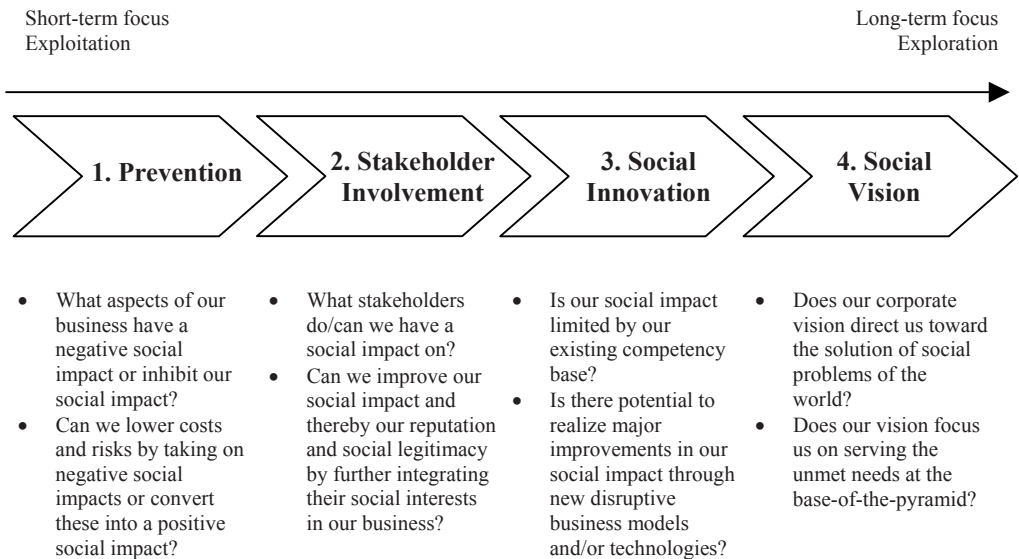 Short-term focus
Exploitation
Long-term focus
Exploration
1. Prevention
2. Stakeholder
Involvement
3. Social
Innovation
4. Social
Vision
• What aspects of our
business have a
negative social
impact or inhibit our
social impact?
• Can we lower costs
and risks by taking on
negative social
impacts or convert
these into a positive
social impact?
• What stakeholders
do/can we have a
social impact on?
• Can we improve our
social impact and
thereby our reputation
and social legitimacy
by further integrating
their social interests
in our business?
• Is our social impact
limited by our
existing competency
base?
• Is there potential to
realize major
improvements in our
social impact through
new disruptive
business models
and/or technologies?
• Does our corporate
vision direct us toward
the solution of social
problems of the
world?
• Does our vision focus
us on serving the
unmet needs at the
base-of-the-pyramid?